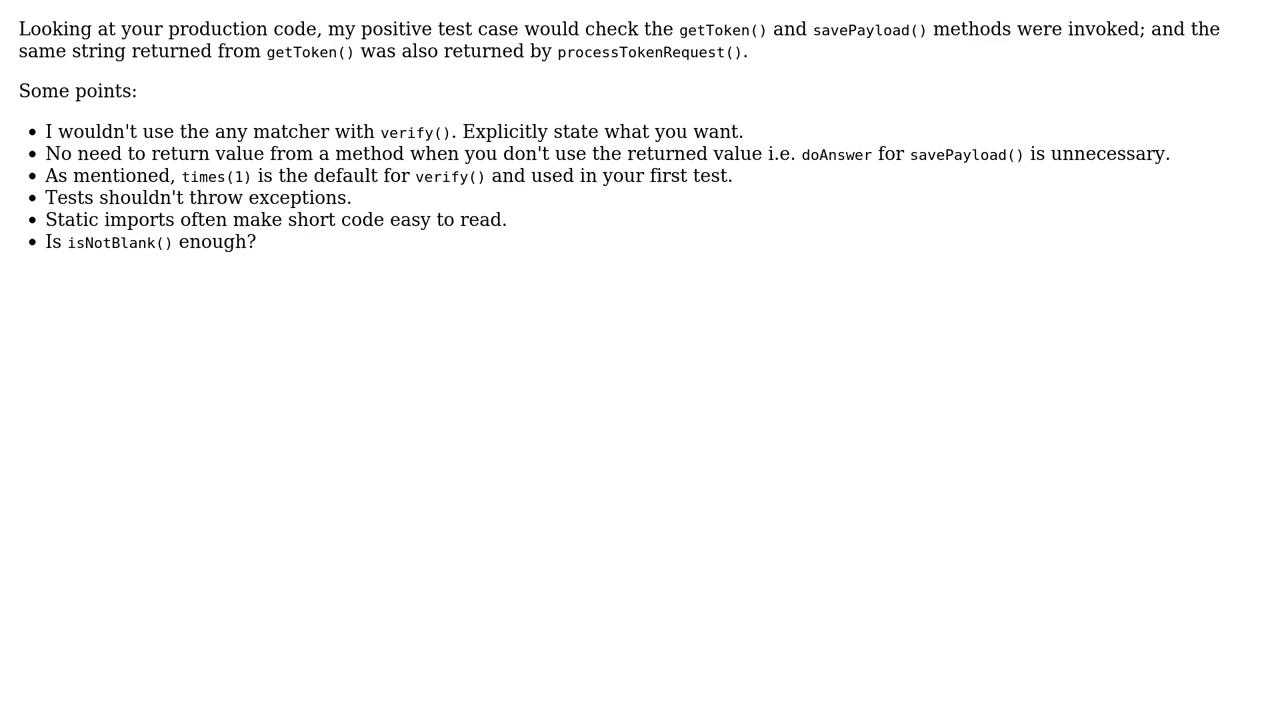 Looking at your production code, my positive test case would check the getToken() and savePayload() methods were invoked; and the
same string returned from getToken() was also returned by processTokenRequest().
Some points:
• I wouldn't use the any matcher with verify(). Explicitly state what you want.
• No need to return value from a method when you don't use the returned value i.e. doAnswer for savePayload() is unnecessary.
• As mentioned, times(1) is the default for verify() and used in your first test.
• Tests shouldn't throw exceptions.
• Static imports often make short code easy to read.
• Is isNotBlank() enough?